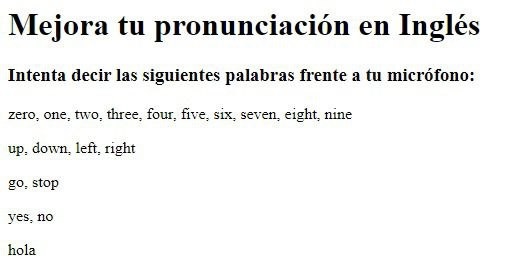 Mejora tu pronunciación en Inglés
Intenta decir las siguientes palabras frente a tu micrófono:
zero, one, two, three, four, five, six, seven, eight, nine
up, down, left, right
go, stop
yes, no
hola